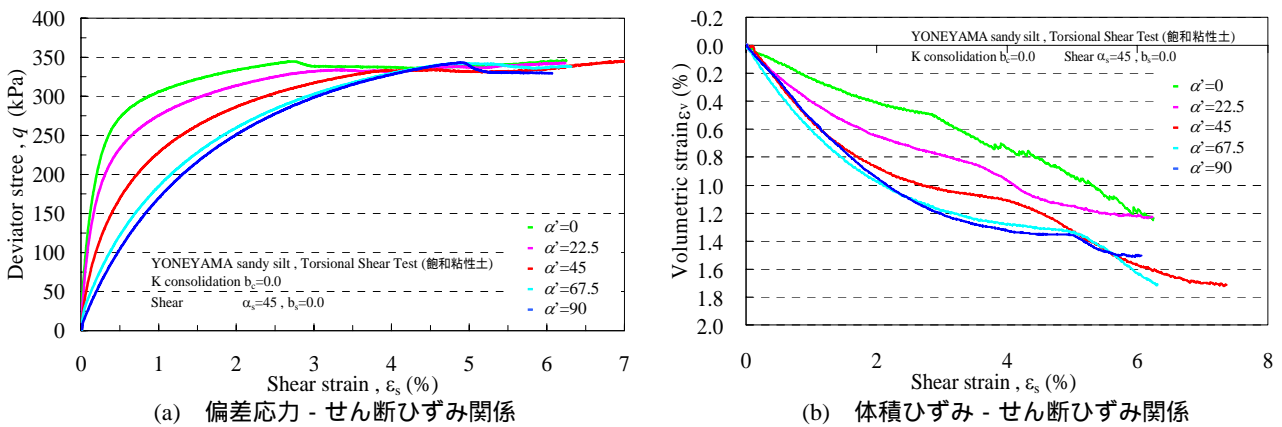 400
350
300
250
200
150
100
50
0
Deviator stree , q (kPa)
α'=0
α'=22.5
α'=45
α'=67.5
α'=90
YONEYAMA sandy silt , Torsional Shear Test (飽和粘性土)
K consolidation bc=0.0
Shear αs=45 , bs=0.0
0 1 2 3 4 5 6 7
Shear strain , εs (%)
(a) 偏差応力 - せん断ひずみ関係
-0.2
0.0
0.2
0.4
0.6
0.8
1.0
1.2
1.4
1.6
1.8
2.0
Volumetric strain εv (%)
YONEYAMA sandy silt , Torsional Shear Test (飽和粘性土)
K consolidation bc=0.0 Shear αs=45 , bs=0.0
α'=0
α'=22.5
α'=45
α'=67.5
α'=90
0 2 4 6 8
Shear strain , εs (%)
(b) 体積ひずみ - せん断ひずみ関係